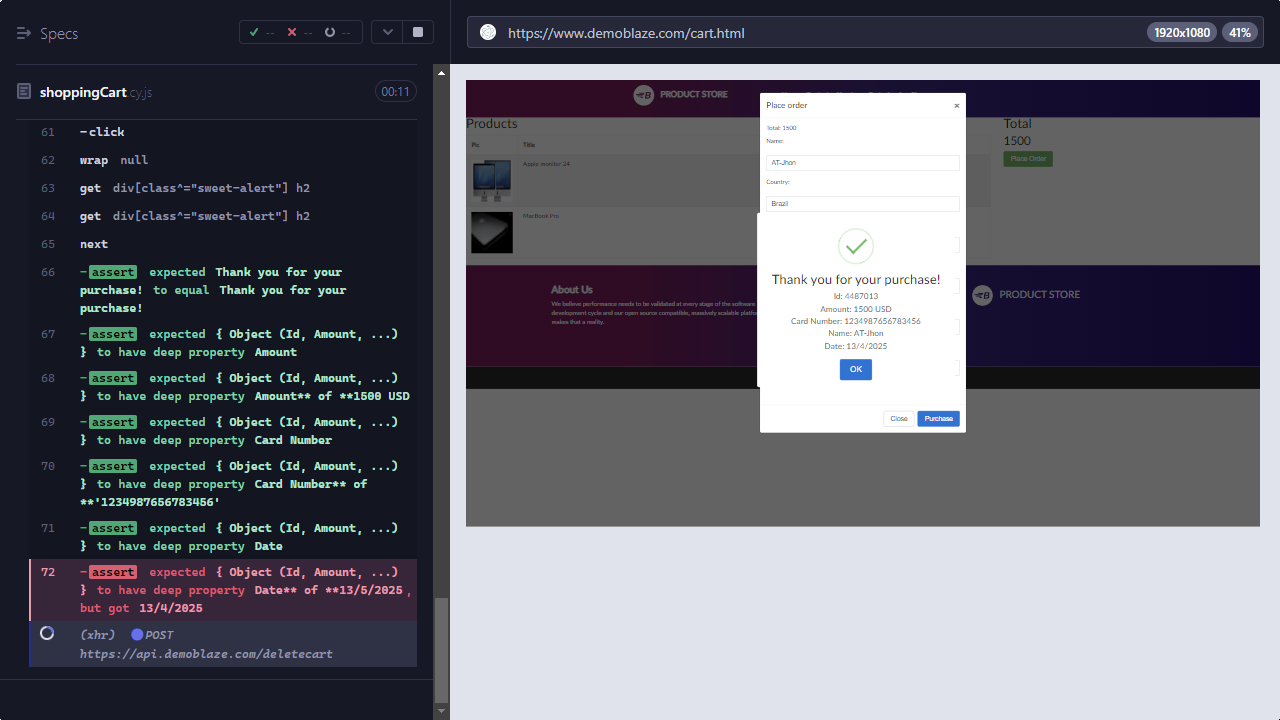 Specs
-- -- --
shoppingCart.cy.js
00:11
61 -click
62 wrap null
63 get div[class^="sweet-alert"] h2
64 get div[class^="sweet-alert"] h2
65 next
66 -assert expected Thank you for your
purchase! to equal Thank you for your
purchase!
67 -assert expected { Object (Id, Amount, ...)
} to have deep property Amount
68 -assert expected { Object (Id, Amount, ...)
} to have deep property Amount** of **1500 USD
69 -assert expected { Object (Id, Amount, ...)
} to have deep property Card Number
70 -assert expected { Object (Id, Amount, ...)
} to have deep property Card Number** of
**'1234987656783456'
71 -assert expected { Object (Id, Amount, ...)
} to have deep property Date
72 -assert expected { Object (Id, Amount, ...)
} to have deep property Date** of **13/5/2025 ,
but got 13/4/2025
(xhr) POST
https://api.demoblaze.com/deletecart
https://www.demoblaze.com/cart.html
1920x1080
41%
PRODUCT STORE
Products
Pic Title
Apple monitor 24
MacBook Pro
Total
1500
Place Order
About Us
We believe performance needs to be validated at every stage of the software
development cycle and our open source compatible, massively scalable platfo
makes that a reality.
PRODUCT STORE
Place order
×
Total: 1500
Name:
AT-Jhon
Country:
Brazil
Thank you for your purchase!
Id: 4487013
Amount: 1500 USD
Card Number: 1234987656783456
Name: AT-Jhon
Date: 13/4/2025
OK
Close
Purchase